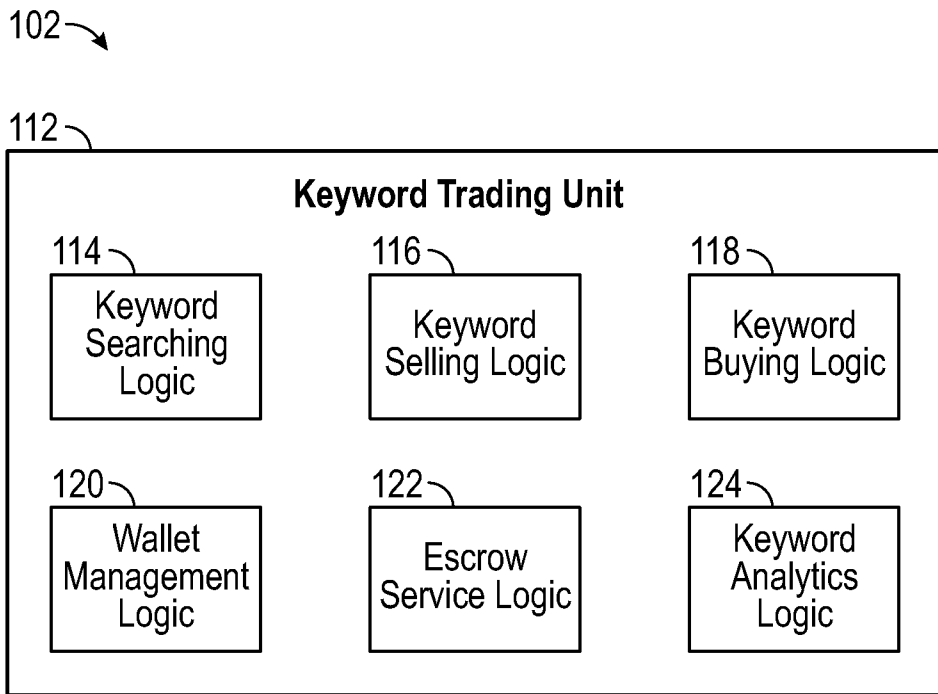 102
112
Keyword Trading Unit
114
116
118
Keyword
Searching
Logic
Keyword
Selling Logic
Keyword
Buying Logic
120
122
124
Wallet
Management
Logic
Escrow
Service Logic
Keyword
Analytics
Logic